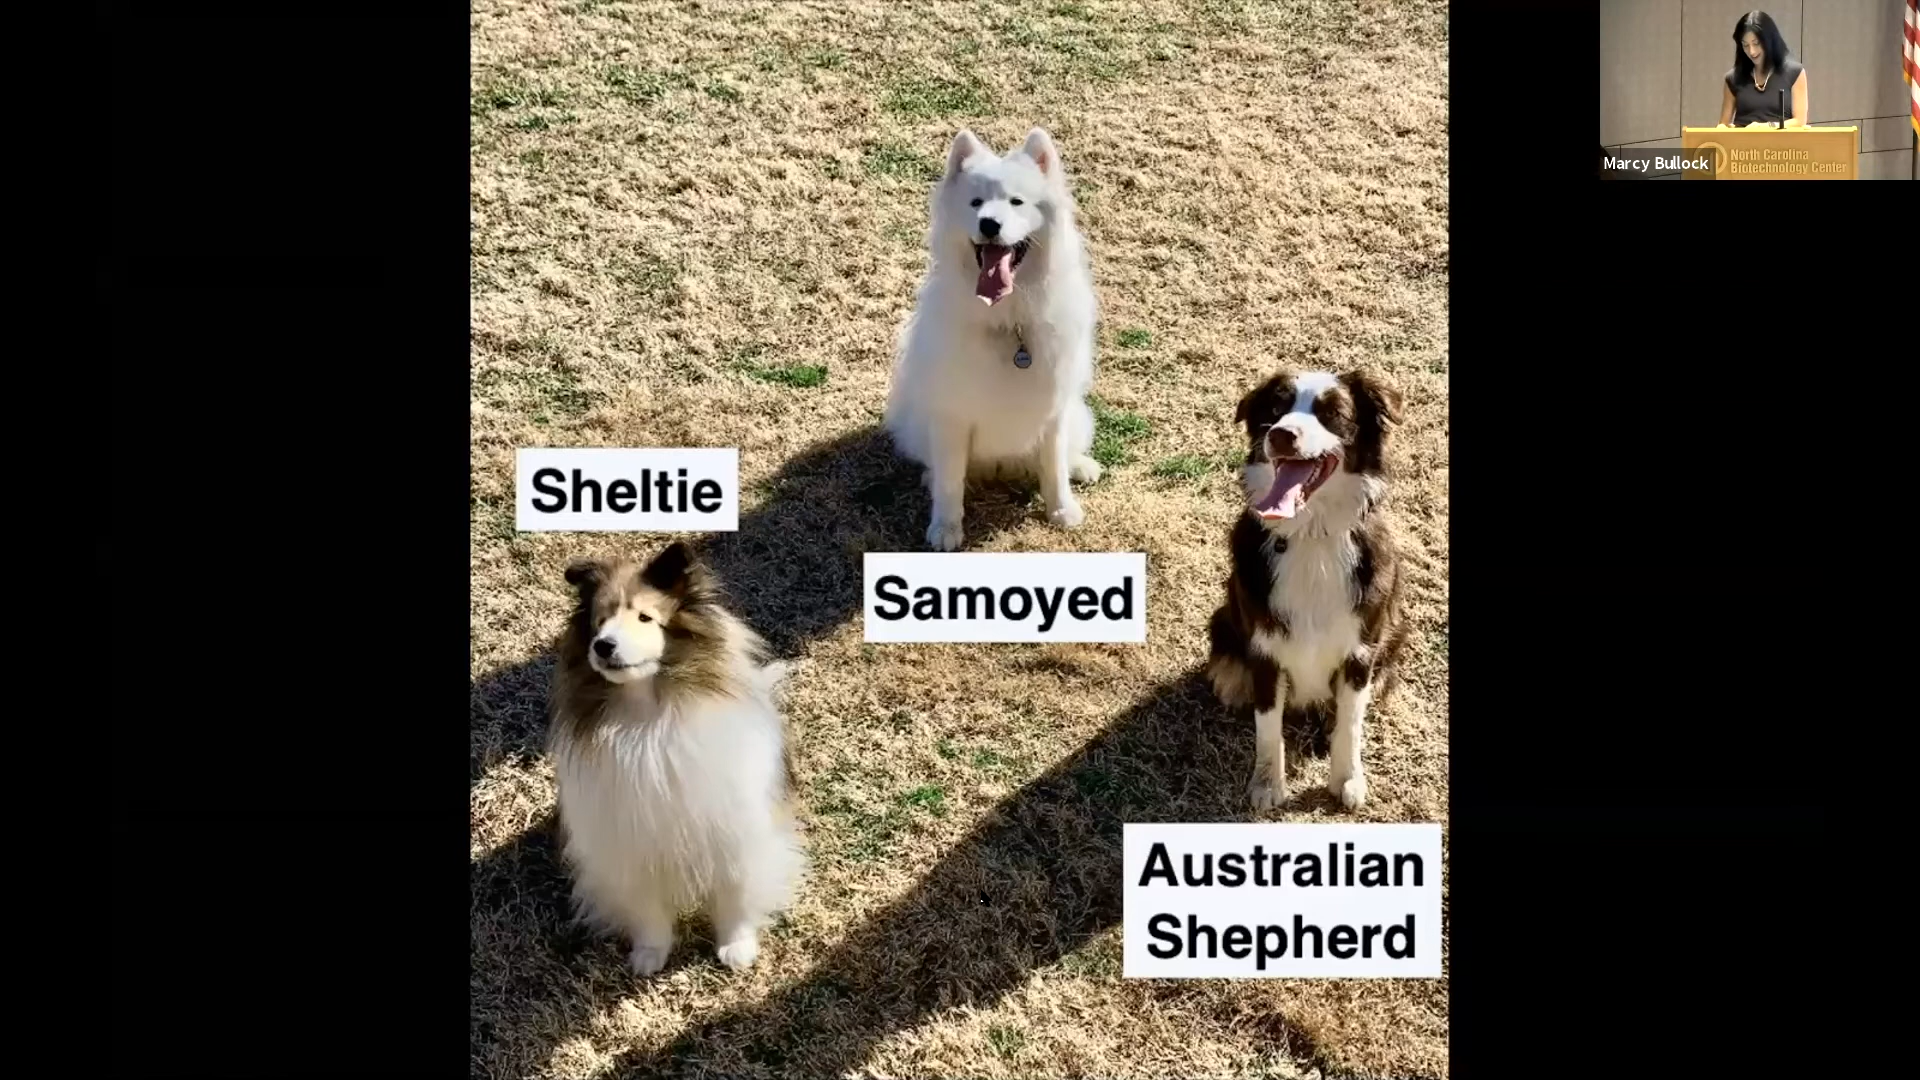 Marcy Bullock
North Carolina
Biotechnology Center
Sheltie
Samoyed
Australian
Shepherd